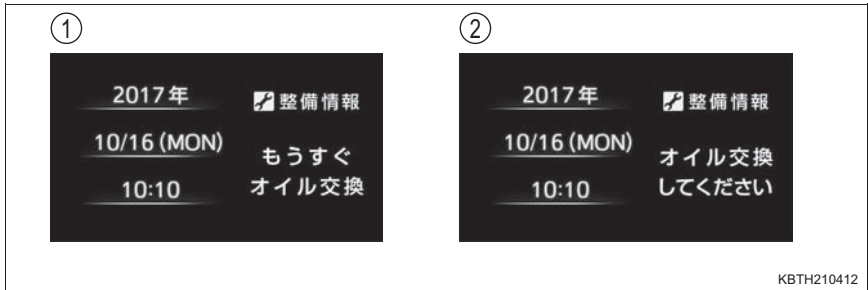 ①
2017年
10/16(MON)
10:10
整備情報
もうすぐ
オイル交換
②
2017年
10/16(MON)
10:10
整備情報
オイル交換
してください
KBTH210412